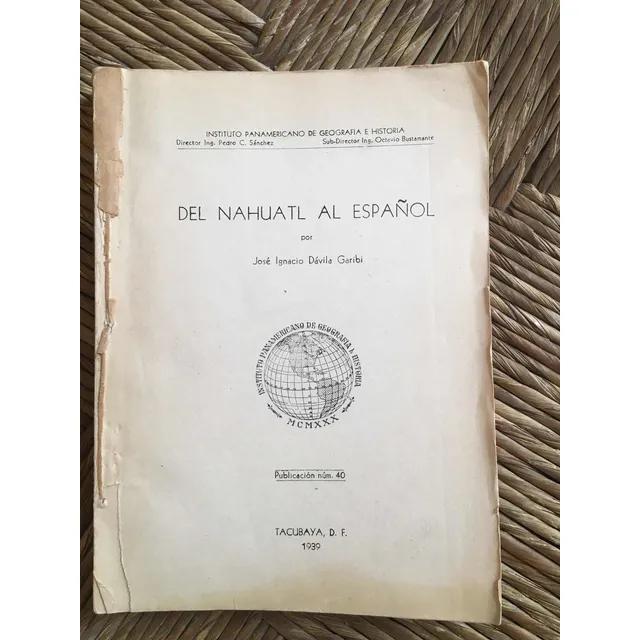 INSTITUTO PANAMERICANO DE GEOGRAFIA E HISTORIA
Director Ing. Pedro C. Sánchez Sub-Director Ing. Octavio Bustamante
DEL NAHUATL AL ESPAÑOL
por
José Ignacio Dávila Garibi
INSTITUTO PANAMERICANO DE GEOGRAFIA E HISTORIA
MCMXXX
Publicación núm. 40
TACUBAYA, D. F.
1939